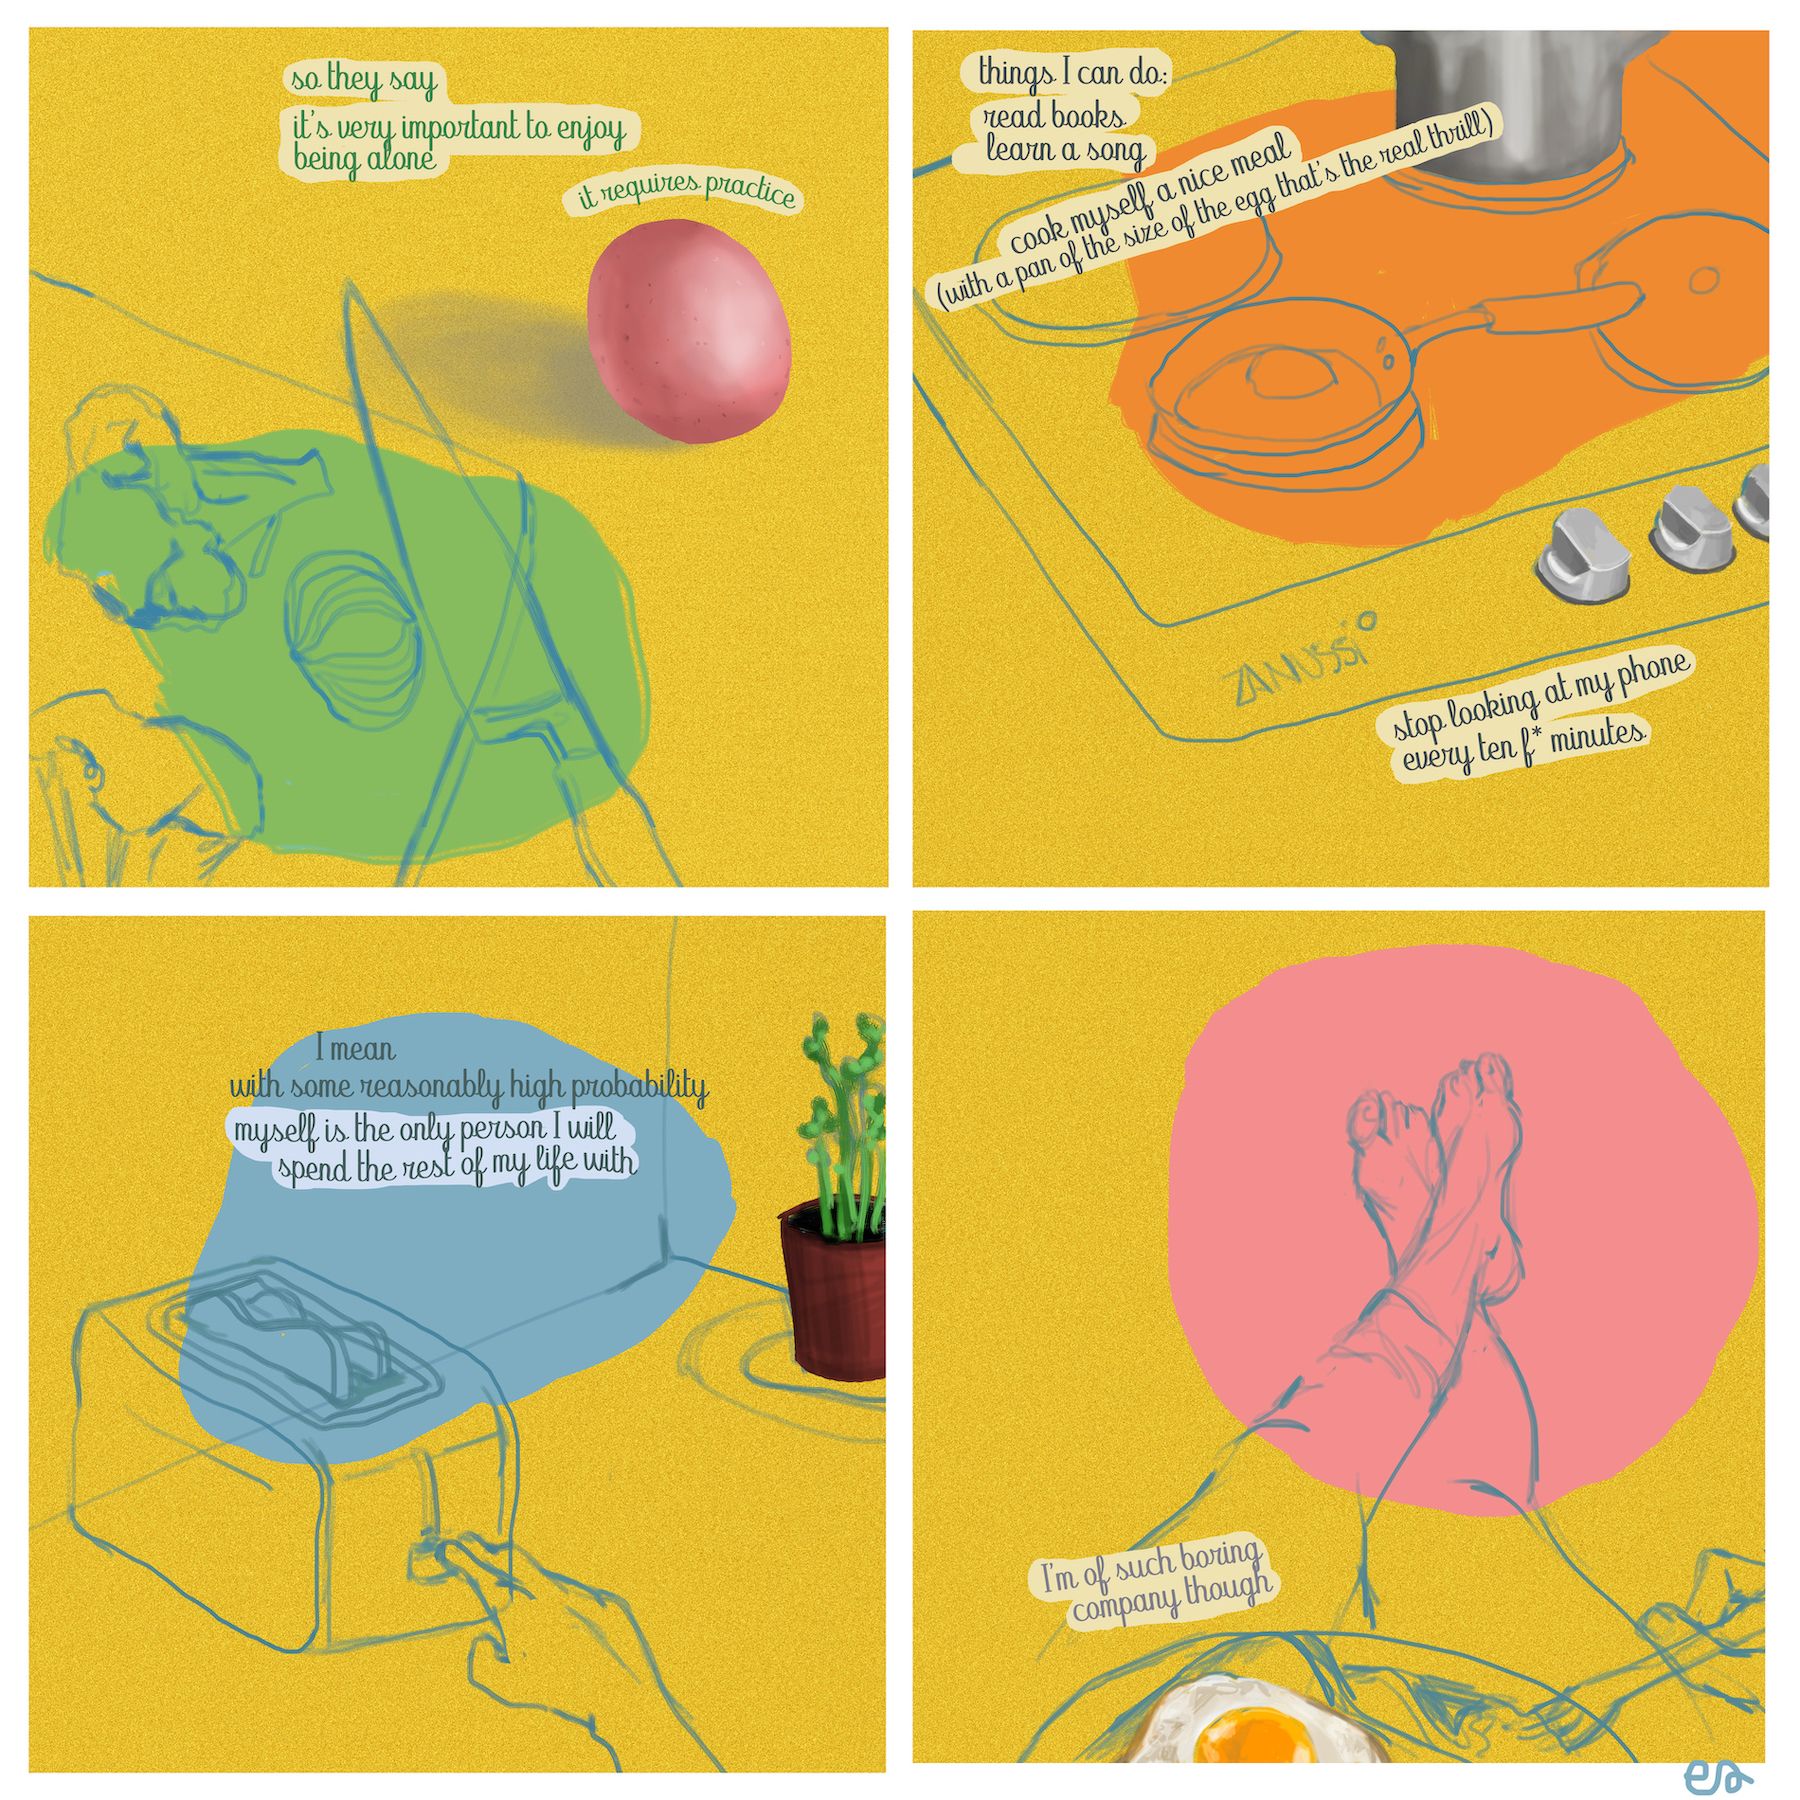 so they say
it's very important to enjoy
being alone
it requires practice
things I can do:
read books
learn a song
cook myself a nice meal
(with a pan of the size of the egg that's the real thrill)
ZANUSSI
stop looking at my phone
every ten f* minutes.
I mean
with some reasonably high probability
myself is the only person I will
spend the rest of my life with
I'm of such boring
company though